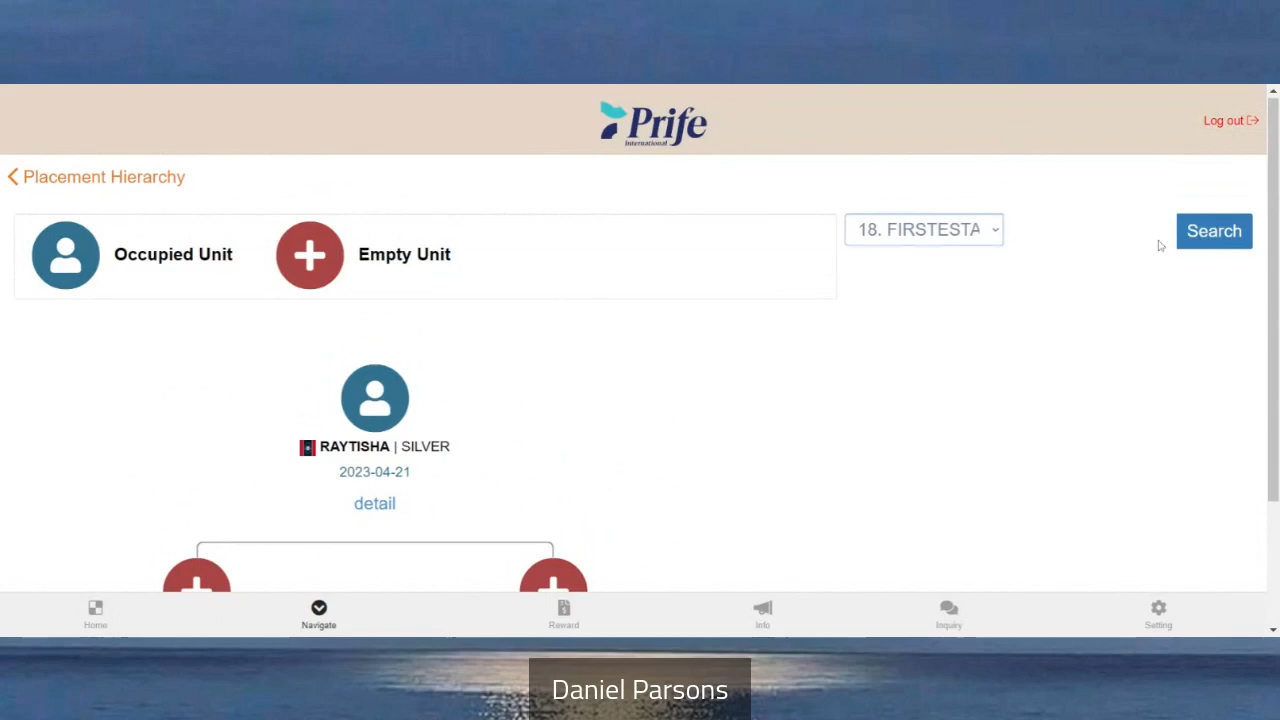 Prife
International
Log out
Placement Hierarchy
Occupied Unit
Empty Unit
18. FIRSTESTA
Search
RAYTISHA | SILVER
2023-04-21
detail
Home
Navigate
Reward
Info
Inquiry
Setting
Daniel Parsons